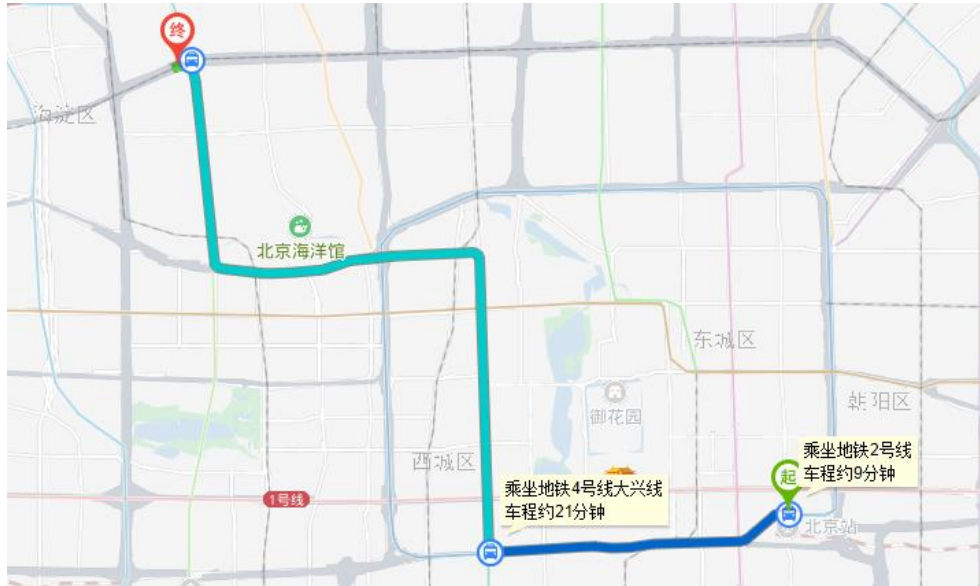 终
海淀区
北京海洋馆
东城区
朝阳区
御花园
乘坐地铁2号线
车程约9分钟
西城区
起
乘坐地铁4号线大兴线
车程约21分钟
1号线
北京站